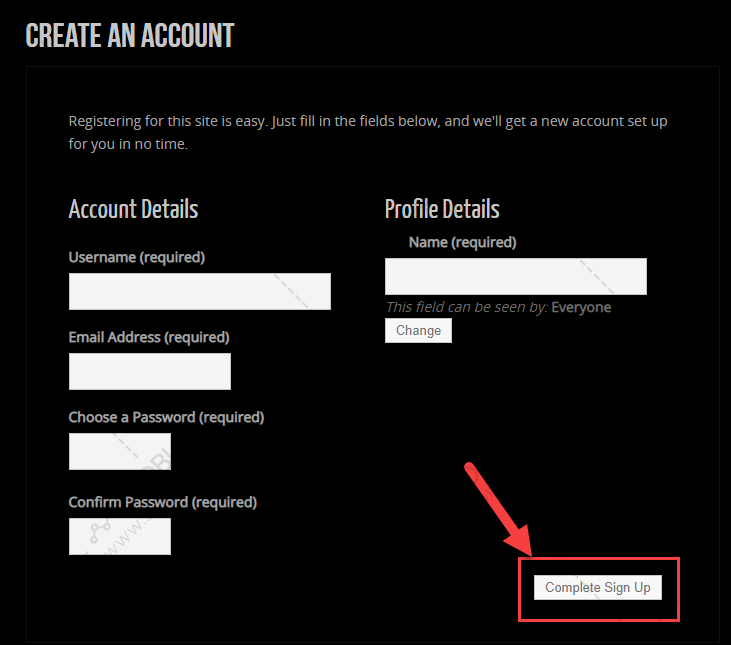 CREATE AN ACCOUNT
Registering for this site is easy. Just fill in the fields below, and we'll get a new account set up
for you in no time.
Account Details
Username (required)
Email Address (required)
Choose a Password (required)
Confirm Password (required)
Profile Details
Name (required)
This field can be seen by: Everyone
Change
Complete Sign Up